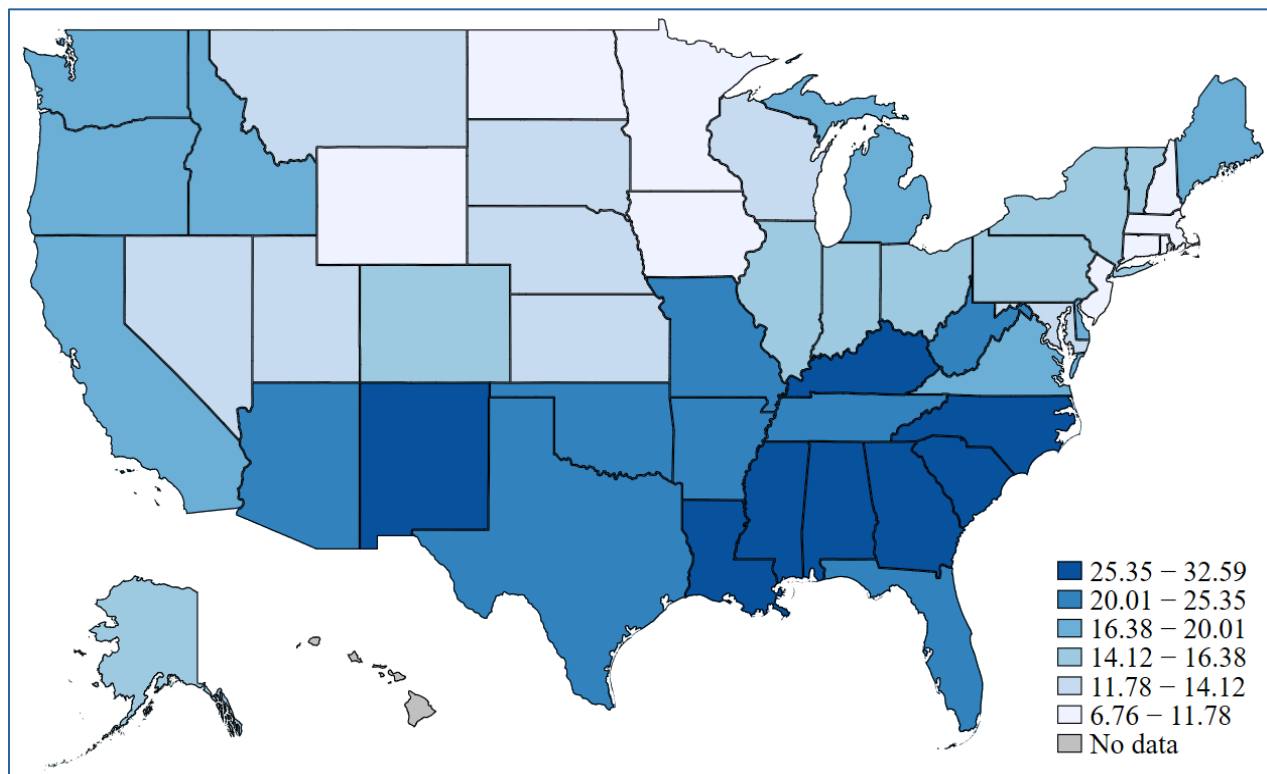 25.35 − 32.59
20.01 − 25.35
16.38 − 20.01
14.12 − 16.38
11.78 − 14.12
6.76 − 11.78
No data